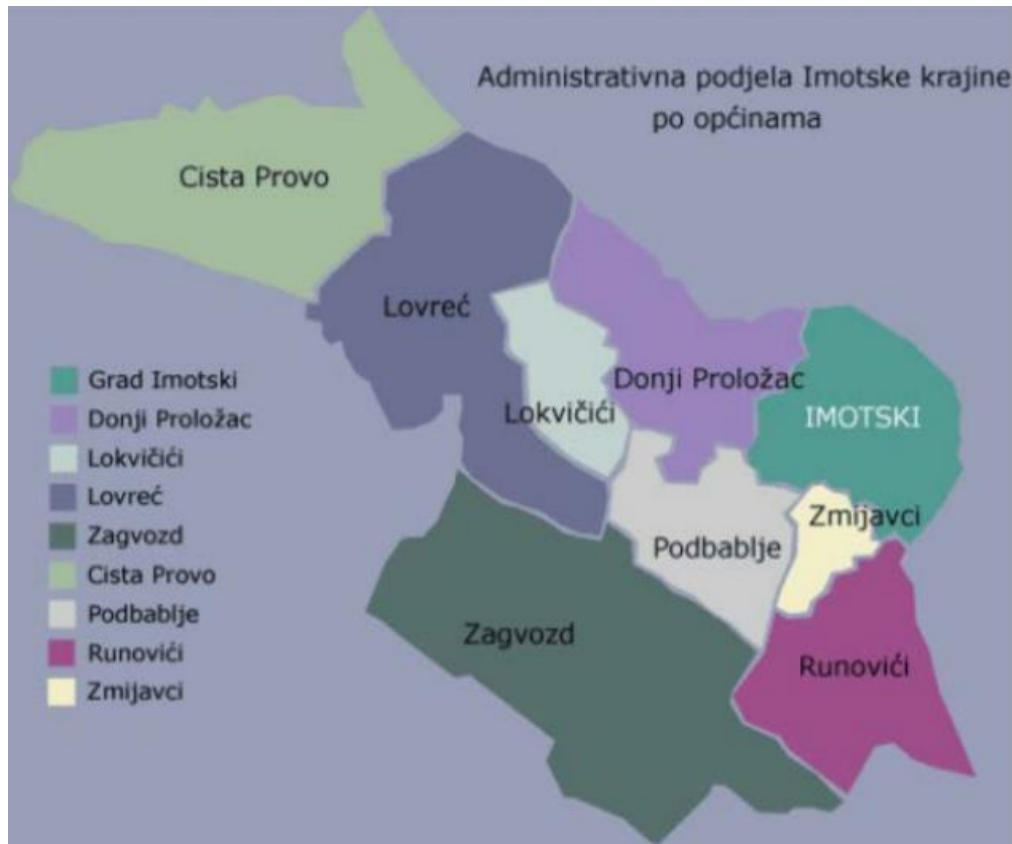 Administrativna podjela Imotske krajine
po općinama
Cista Provo
Lovreć
Donji Proložac
Lokvičići
IMOTSKI
Zmijavci
Podbablje
Zagvozd
Runovići
Grad Imotski
Donji Proložac
Lokvičići
Lovreć
Zagvozd
Cista Provo
Podbablje
Runovići
Zmijavci